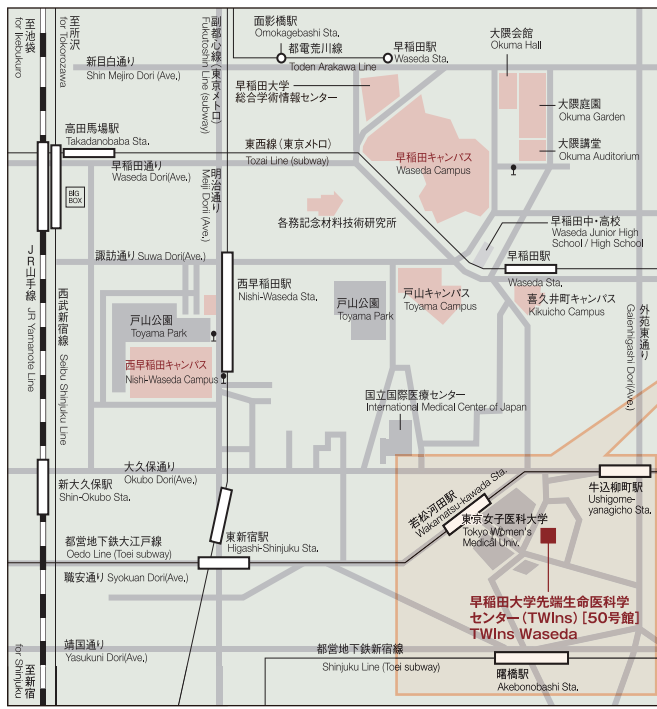 至池袋
for Ikebukuro
至所沢
for Tokorozawa
副都心線(東京メトロ)
Fukutoshin Line (subway)
面影橋駅
Omokagebashi Sta.
都電荒川線
Toden Arakawa Line
早稲田駅
Waseda Sta.
大隈会館
Okuma Hall
新目白通り
Shin Mejiro Dori (Ave.)
早稲田大学
総合学術情報センター
大隈庭園
Okuma Garden
高田馬場駅
Takadanobaba Sta.
東西線(東京メトロ)
Tozai Line (subway)
早稲田キャンパス
Waseda Campus
大隈講堂
Okuma Auditorium
早稲田通り
Waseda Dori(Ave.)
BIG
BOX
明治通り
Meiji Dorii (Ave.)
各務記念材料技術研究所
早稲田中・高校
Waseda Junior High
School / High School
諏訪通り Suwa Dori(Ave.)
早稲田駅
Waseda Sta.
JR山手線 JR Yamanote Line
西武新宿線 Seibu Shinjuku Line
西早稲田駅
Nishi-Waseda Sta.
戸山公園
Toyama Park
戸山キャンパス
Toyama Campus
喜久井町キャンパス
Kikuicho Campus
外苑東通り
Gaienhigashi Dori(Ave.)
戸山公園
Toyama Park
西早稲田キャンパス
Nishi-Waseda Campus
国立国際医療センター
International Medical Center of Japan
大久保通り
Okubo Dori(Ave.)
新大久保駅
Shin-Okubo Sta.
若松河田駅
Wakamatsu-kawada Sta.
牛込柳町駅
Ushigome-
yanagicho Sta.
東京女子医科大学
Tokyo Women's
Medical Univ.
都営地下鉄大江戸線
Oedo Line (Toei subway)
東新宿駅
Higashi-Shinjuku Sta.
職安通り Syokuan Dori(Ave.)
早稲田大学先端生命医科学
センター(TWIns) [50号館]
TWIns Waseda
靖国通り
Yasukuni Dori(Ave.)
都営地下鉄新宿線
Shinjuku Line (Toei subway)
曙橋駅
Akebonobashi Sta.
至新宿
for Shinjuku